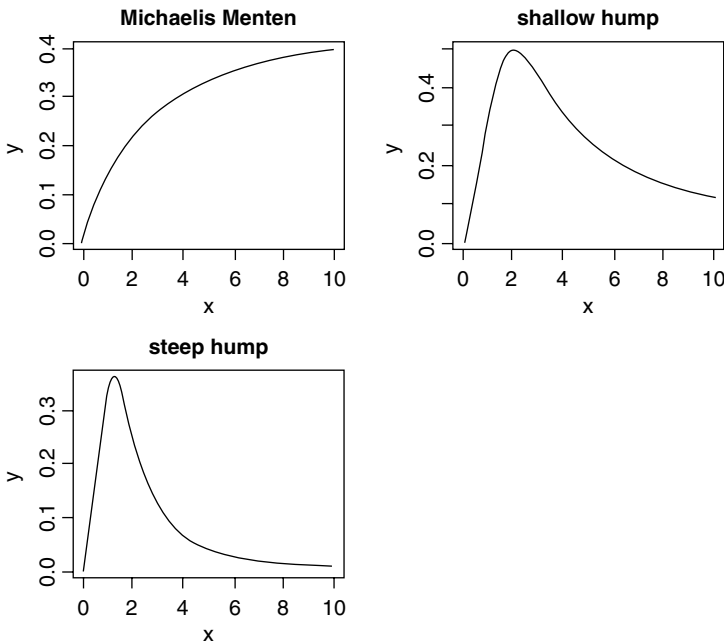 Michaelis Menten
0.0 0.1 0.2 0.3 0.4
y
0 2 4 6 8 10
x
shallow hump
0.0 0.2 0.4
y
0 2 4 6 8 10
x
steep hump
0.0 0.1 0.2 0.3
y
0 2 4 6 8 10
x